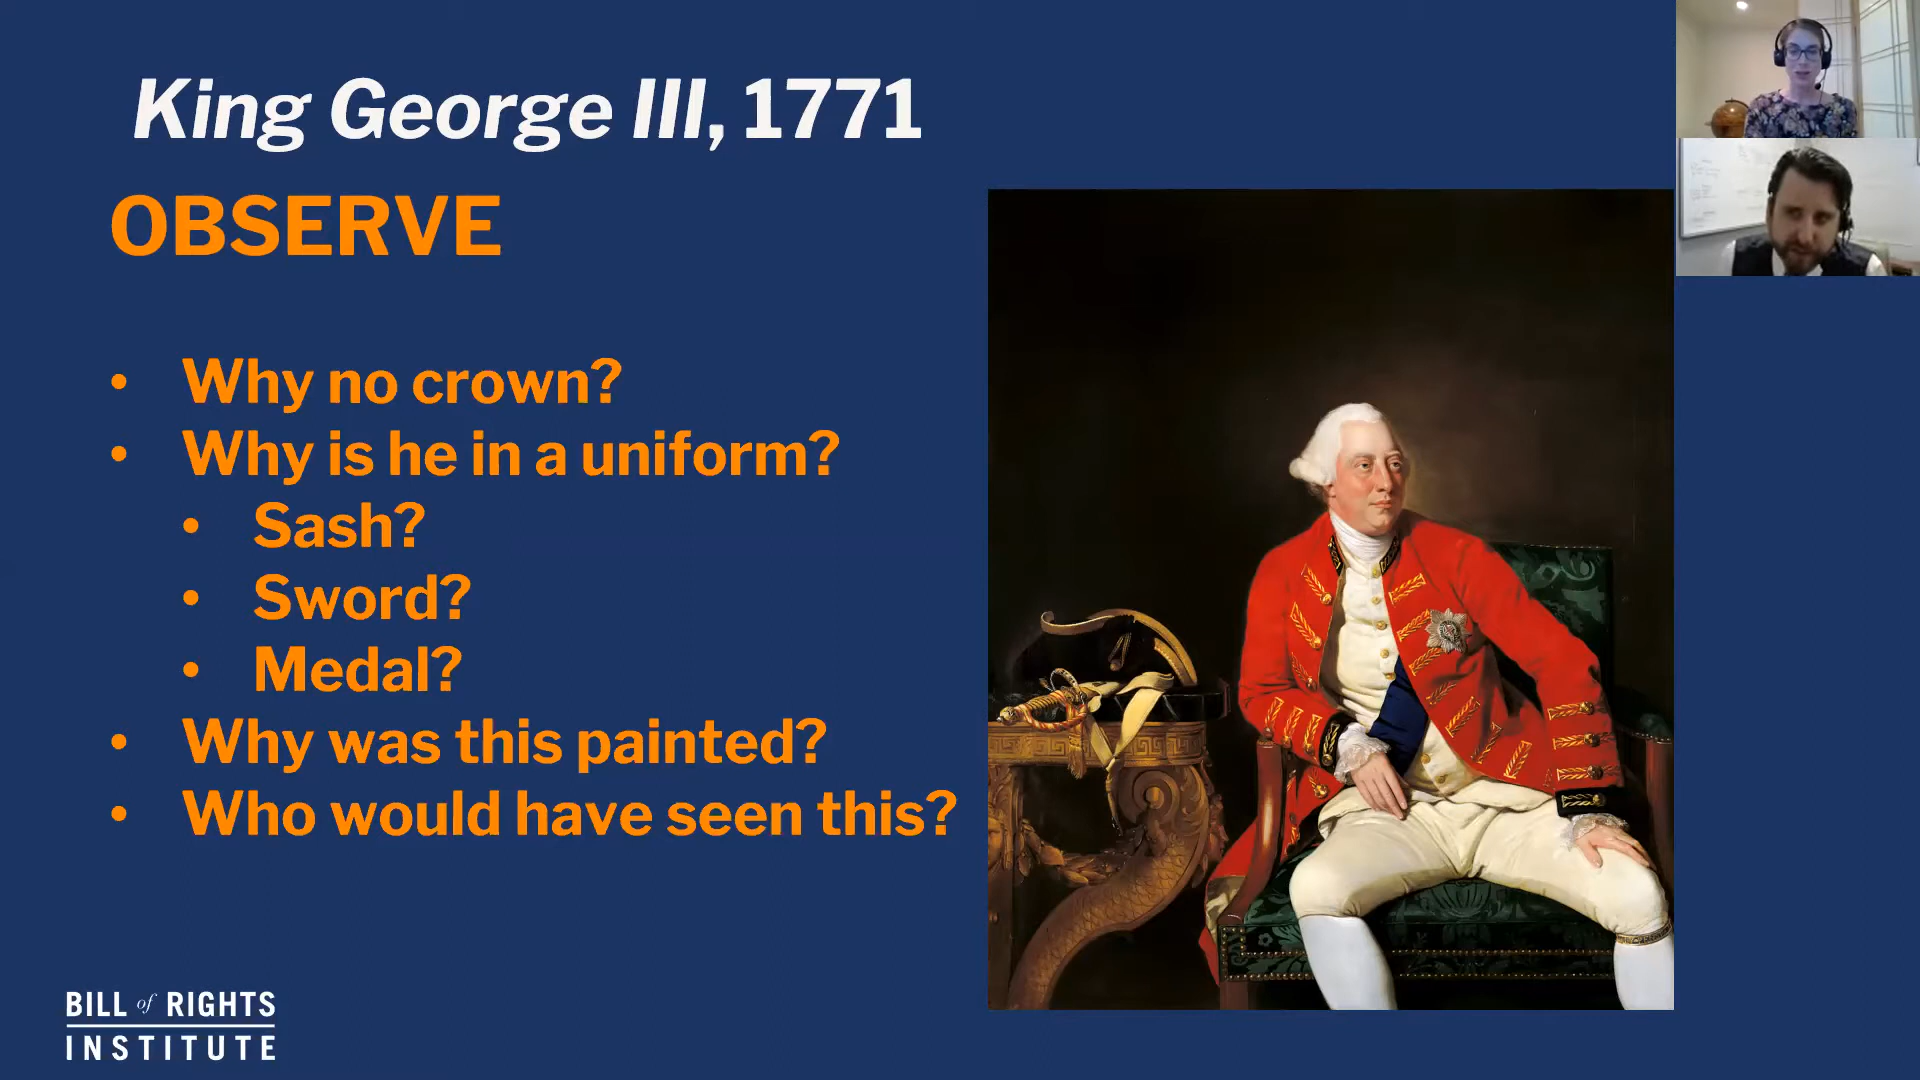 King George III, 1771
OBSERVE
• Why no crown?
• Why is he in a uniform?
• Sash?
• Sword?
• Medal?
• Why was this painted?
• Who would have seen this?
BILL of RIGHTS
INSTITUTE